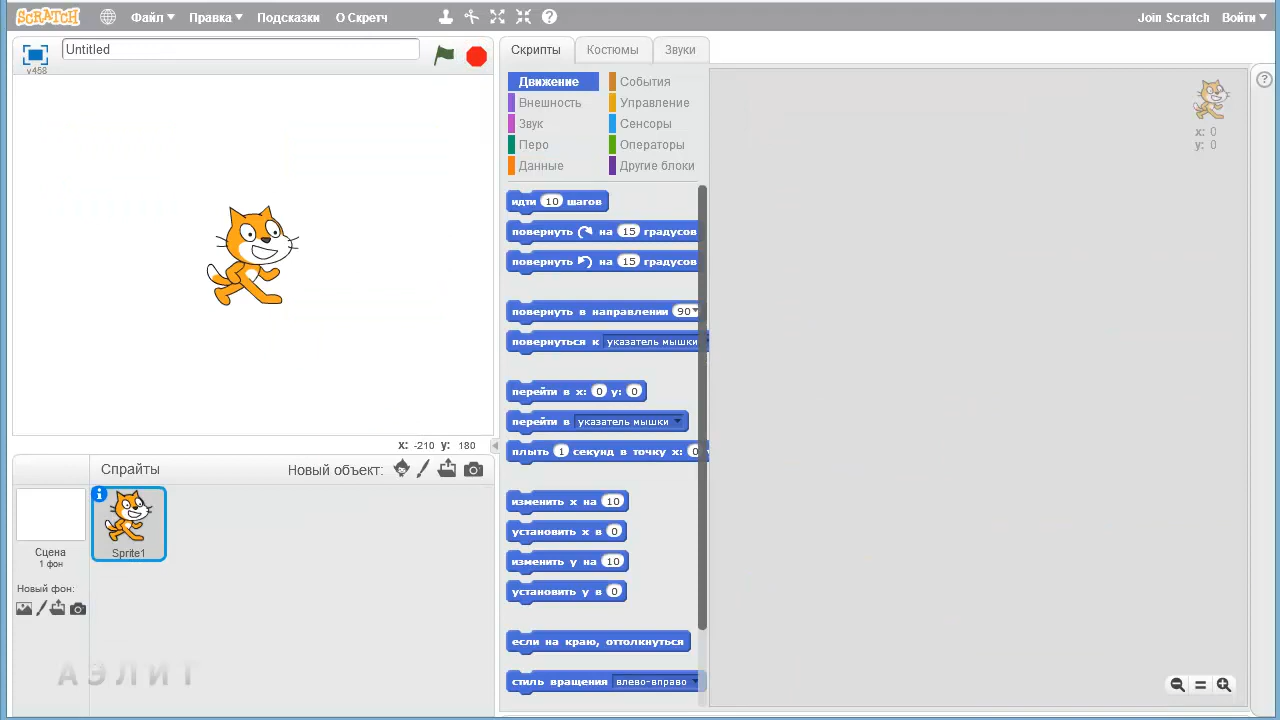 SCRATCH Файл Правка Подсказки О Скретч Join Scratch Войти
Untitled
v458
Скрипты Костюмы Звуки
Движение События
Внешность Управление
Звук Сенсоры
Перо Операторы
Данные Другие блоки
x: 0
y: 0
идти 10 шагов
повернуть на 15 градусов
повернуть на 15 градусов
повернуть в направлении 90
повернуться к указатель мышки
перейти в x: 0 y: 0
перейти в указатель мышки
плыть 1 секунд в точку x: 0
изменить x на 10
установить x в 0
изменить y на 10
установить y в 0
если на краю, оттолкнуться
стиль вращения влево-вправо
x: -210 y: 180
Спрайты Новый объект:
Sprite1
Сцена
1 фон
Новый фон:
АЭЛИТ